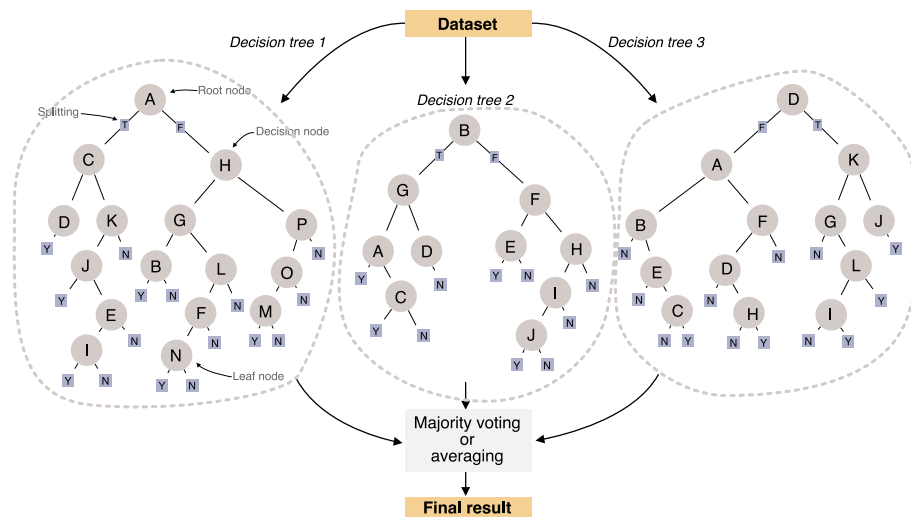 Dataset
Decision tree 1
Decision tree 3
Decision tree 2
A
Root node
Splitting
T
F
Decision node
C
H
D
K
G
P
Y
N
N
J
B
L
O
Y
Y
N
N
N
E
F
M
N
N
Y
N
I
N
Y
N
Y
N
Leaf node
B
T
F
G
F
A
D
E
H
Y
N
Y
N
C
I
N
Y
N
J
N
Y
N
D
F
T
A
K
B
F
G
J
N
N
N
Y
E
D
L
N
N
Y
C
H
I
N
Y
N
Y
N
Y
Majority voting
or
averaging
Final result